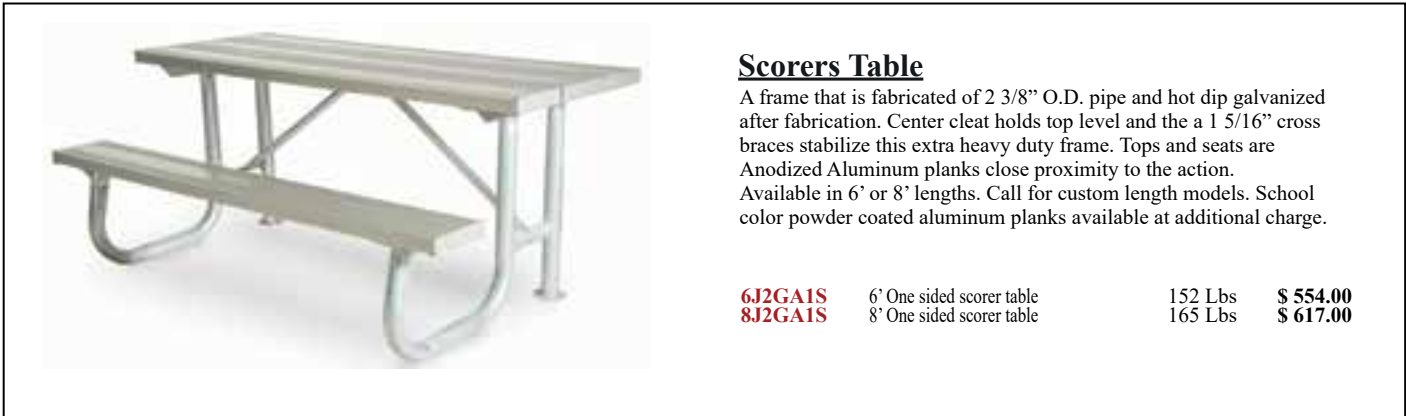 Scorers Table
A frame that is fabricated of 2 3/8” O.D. pipe and hot dip galvanized
after fabrication. Center cleat holds top level and the a 1 5/16” cross
braces stabilize this extra heavy duty frame. Tops and seats are
Anodized Aluminum planks close proximity to the action.
Available in 6’ or 8’ lengths. Call for custom length models. School
color powder coated aluminum planks available at additional charge.
6J2GA1S 6’ One sided scorer table 152 Lbs $ 554.00
8J2GA1S 8’ One sided scorer table 165 Lbs $ 617.00